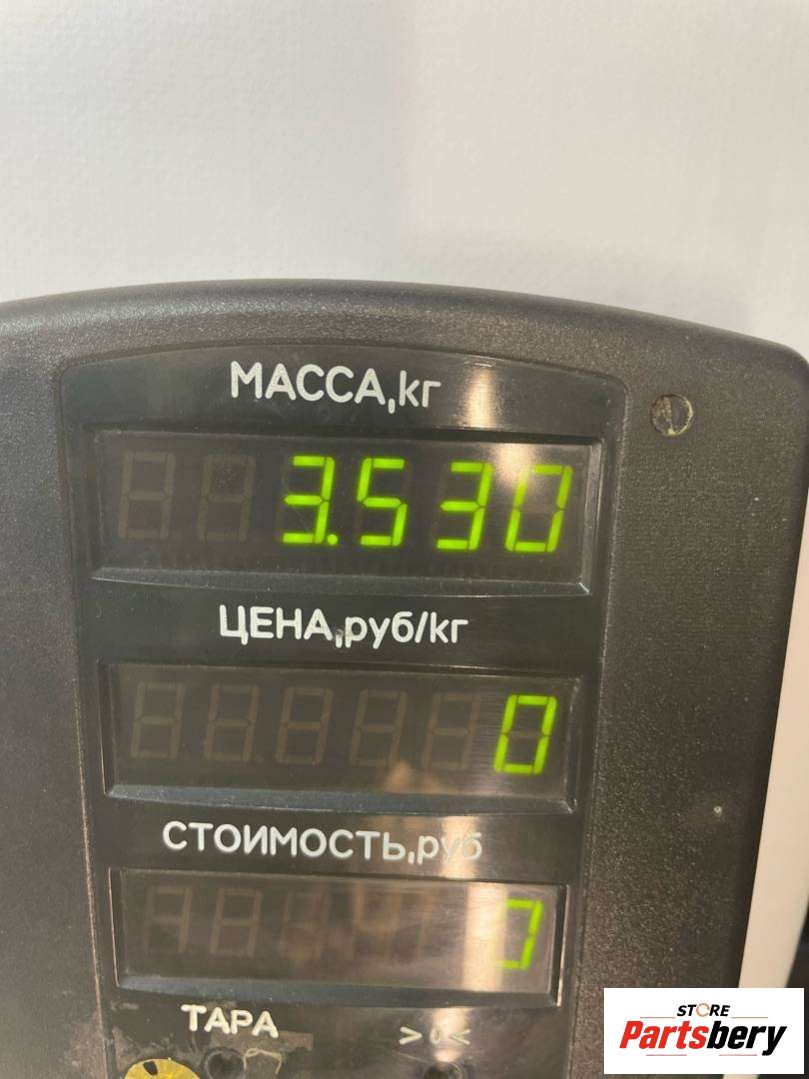 МАССА,кг
3.530
ЦЕНА,руб/кг
0
СТОИМОСТЬ,руб
0
ТАРА
>0<
STORE
Partsbery